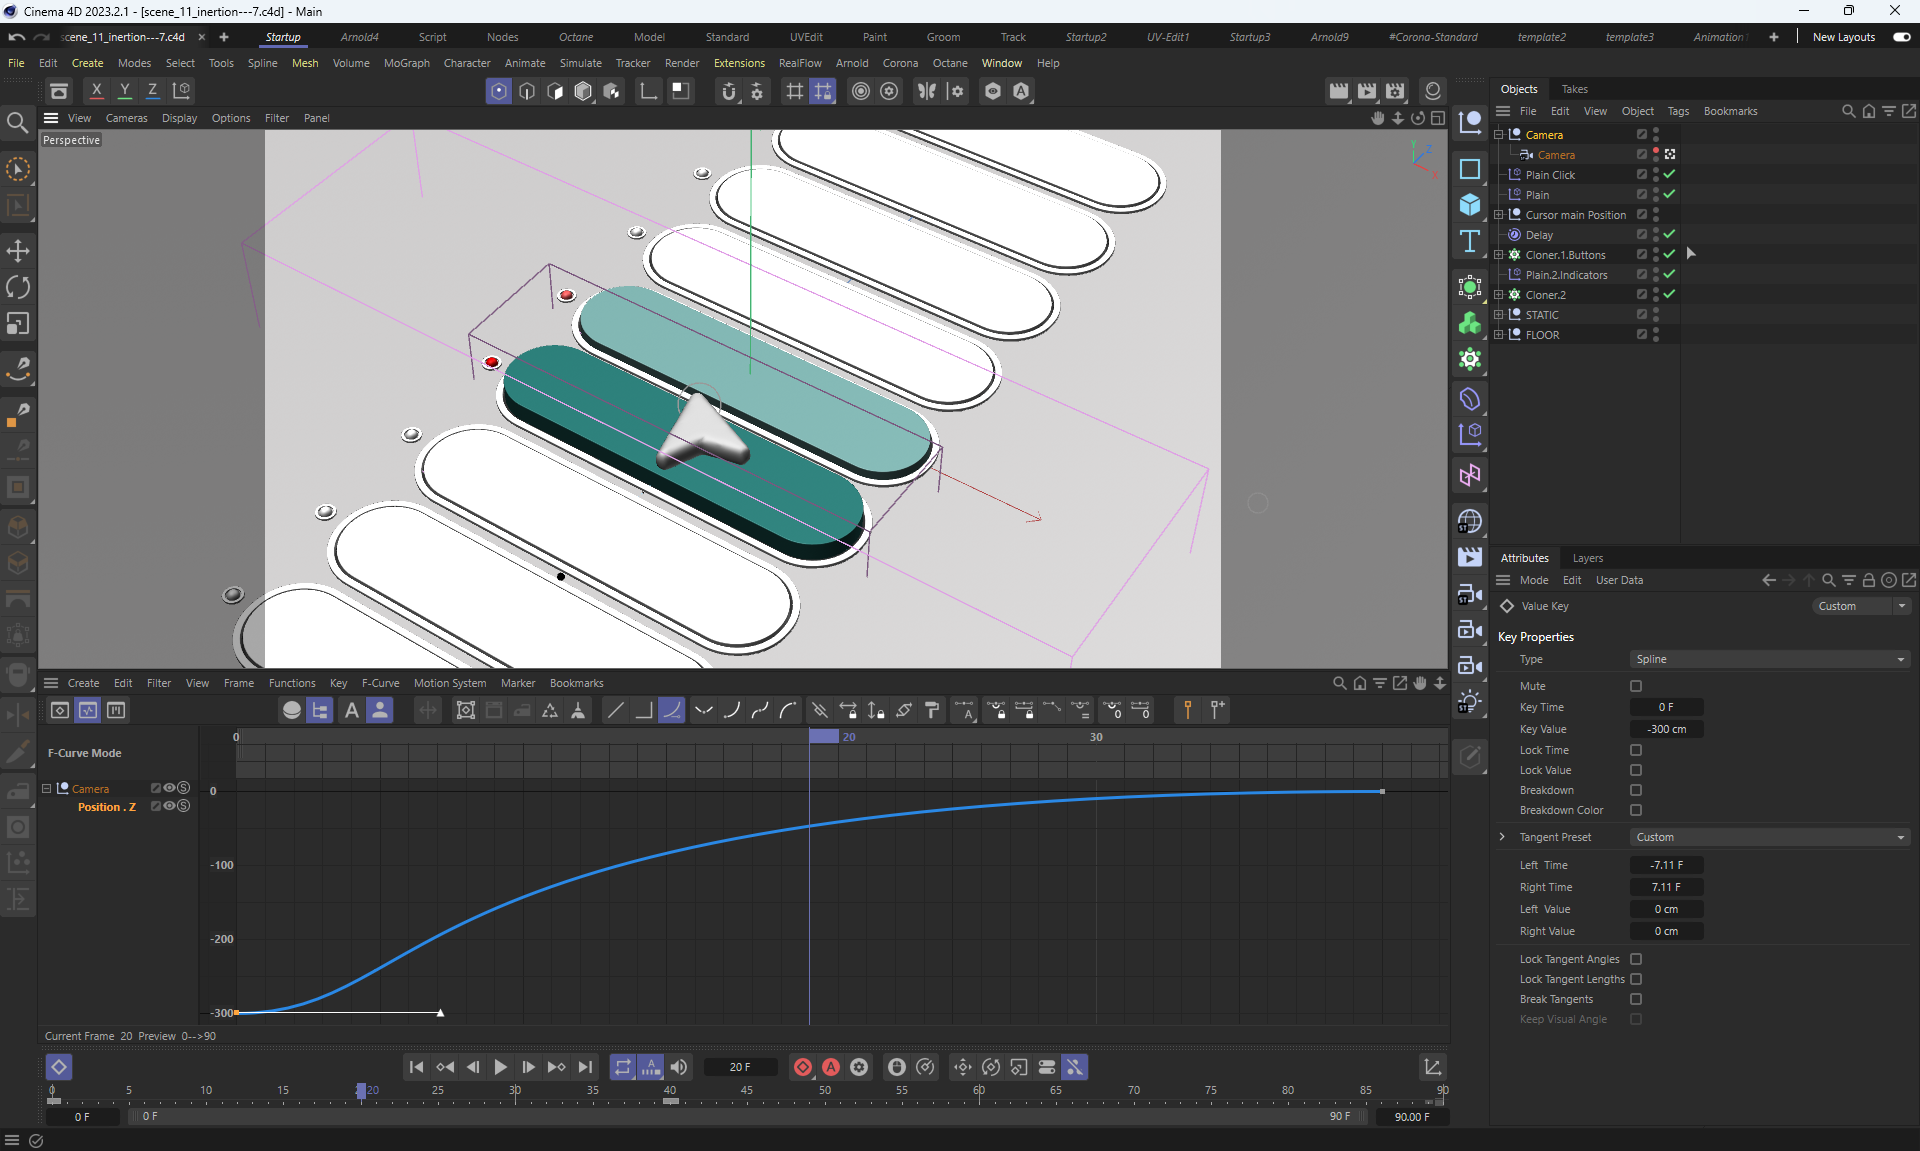 Cinema 4D 2023.2.1 - [scene_11_inertion---7.c4d] - Main
scene_11_inertion---7.c4d
Startup Arnold4 Script Nodes Octane Model Standard UVEdit Paint Groom Track Startup2 UV-Edit1 Startup3 Arnold9 #Corona-Standard template2 template3 Animation New Layouts
File Edit Create Modes Select Tools Spline Mesh Volume MoGraph Character Animate Simulate Tracker Render Extensions RealFlow Arnold Corona Octane Window Help
X Y Z
Objects Takes
View Cameras Display Options Filter Panel
File Edit View Object Tags Bookmarks
Perspective
Y Z X
Camera
Camera
Plain Click
Plain
Cursor main Position
Delay
Cloner.1.Buttons
Plain.2.Indicators
Cloner.2
STATIC
FLOOR
ST
ST
ST
Attributes Layers
Mode Edit User Data
Value Key Custom
Key Properties
Type Spline
Mute
Key Time 0 F
Key Value -300 cm
Lock Time
Lock Value
Breakdown
Breakdown Color
Tangent Preset Custom
Left Time -7.11 F
Right Time 7.11 F
Left Value 0 cm
Right Value 0 cm
Lock Tangent Angles
Lock Tangent Lengths
Break Tangents
Keep Visual Angle
Create Edit Filter View Frame Functions Key F-Curve Motion System Marker Bookmarks
A
0 20 30
F-Curve Mode
Camera
Position . Z
0
-100
-200
-300
Current Frame 20 Preview 0-->90
20 F
0 5 10 15 20 25 30 35 40 45 50 55 60 65 70 75 80 85 90
0 F 0 F 90 F 90.00 F